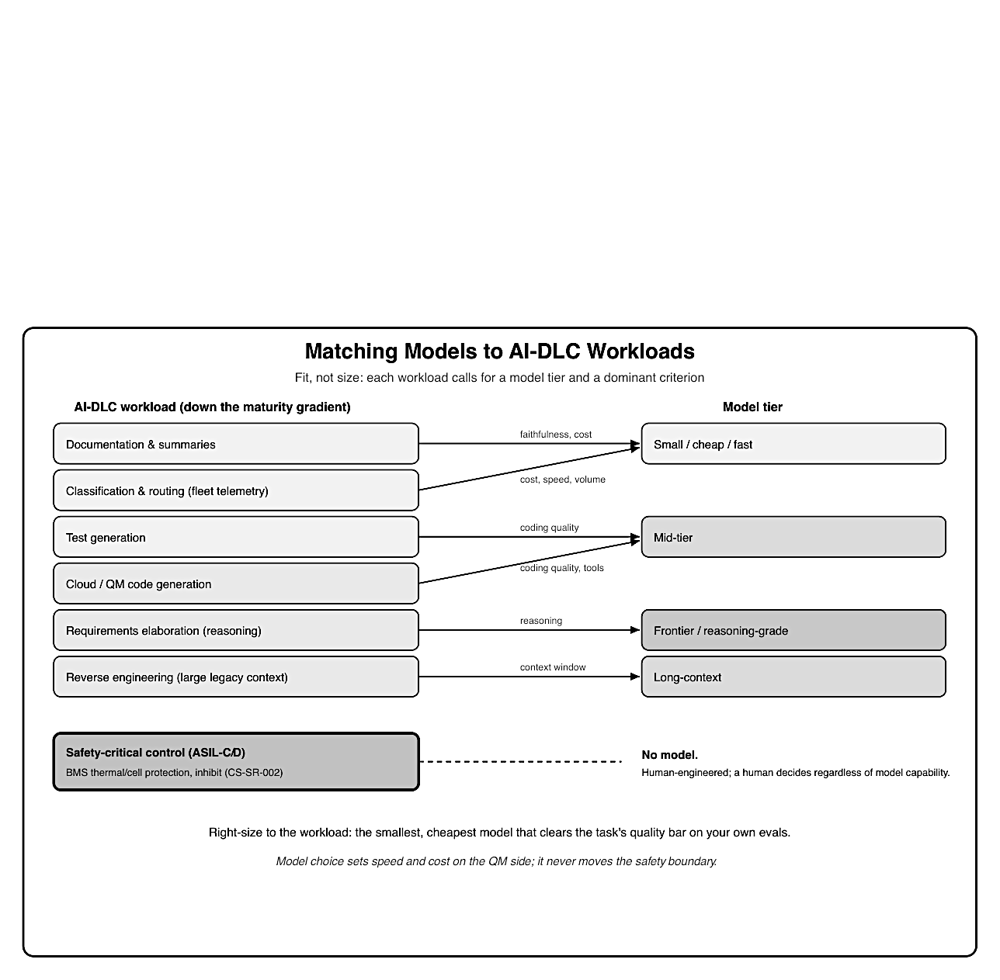 Matching Models to AI-DLC Workloads
Fit, not size: each workload calls for a model tier and a dominant criterion
AI-DLC workload (down the maturity gradient)
Model tier
Documentation & summaries
faithfulness, cost
Small / cheap / fast
Classification & routing (fleet telemetry)
cost, speed, volume
Test generation
coding quality
Mid-tier
Cloud / QM code generation
coding quality, tools
Requirements elaboration (reasoning)
reasoning
Frontier / reasoning-grade
Reverse engineering (large legacy context)
context window
Long-context
Safety-critical control (ASIL-C/D)
BMS thermal/cell protection, inhibit (CS-SR-002)
No model.
Human-engineered; a human decides regardless of model capability.
Right-size to the workload: the smallest, cheapest model that clears the task's quality bar on your own evals.
Model choice sets speed and cost on the QM side; it never moves the safety boundary.